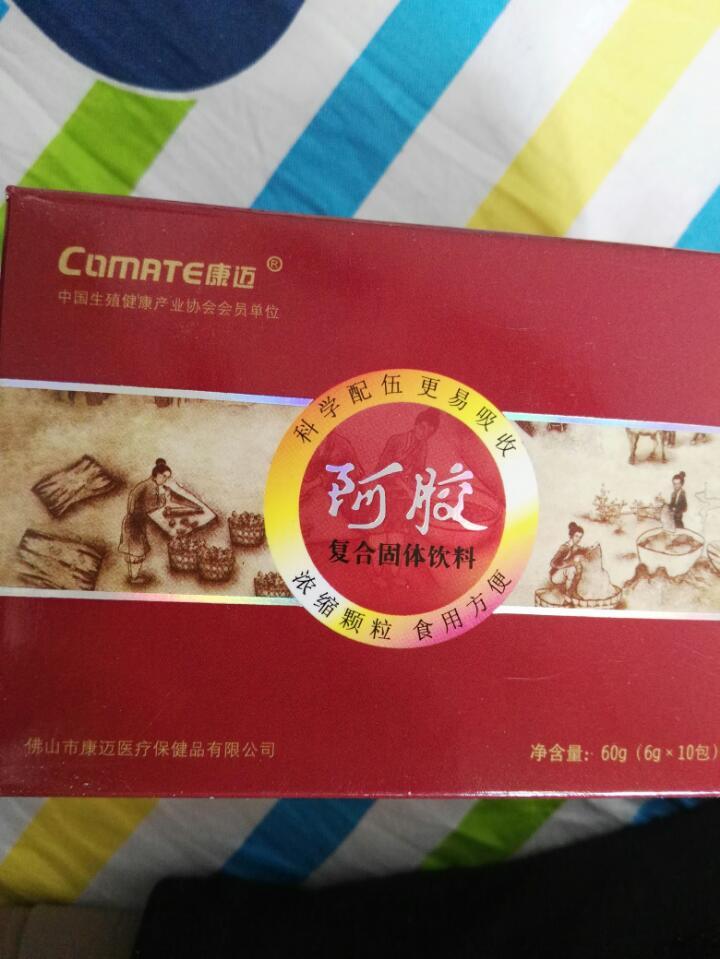 COMATE康迈®
中国生殖健康产业协会会员单位
科学配伍 更易吸收
阿胶
复合固体饮料
浓缩颗粒 食用方便
佛山市康迈医疗保健品有限公司
净含量: 60g (6g×10包)